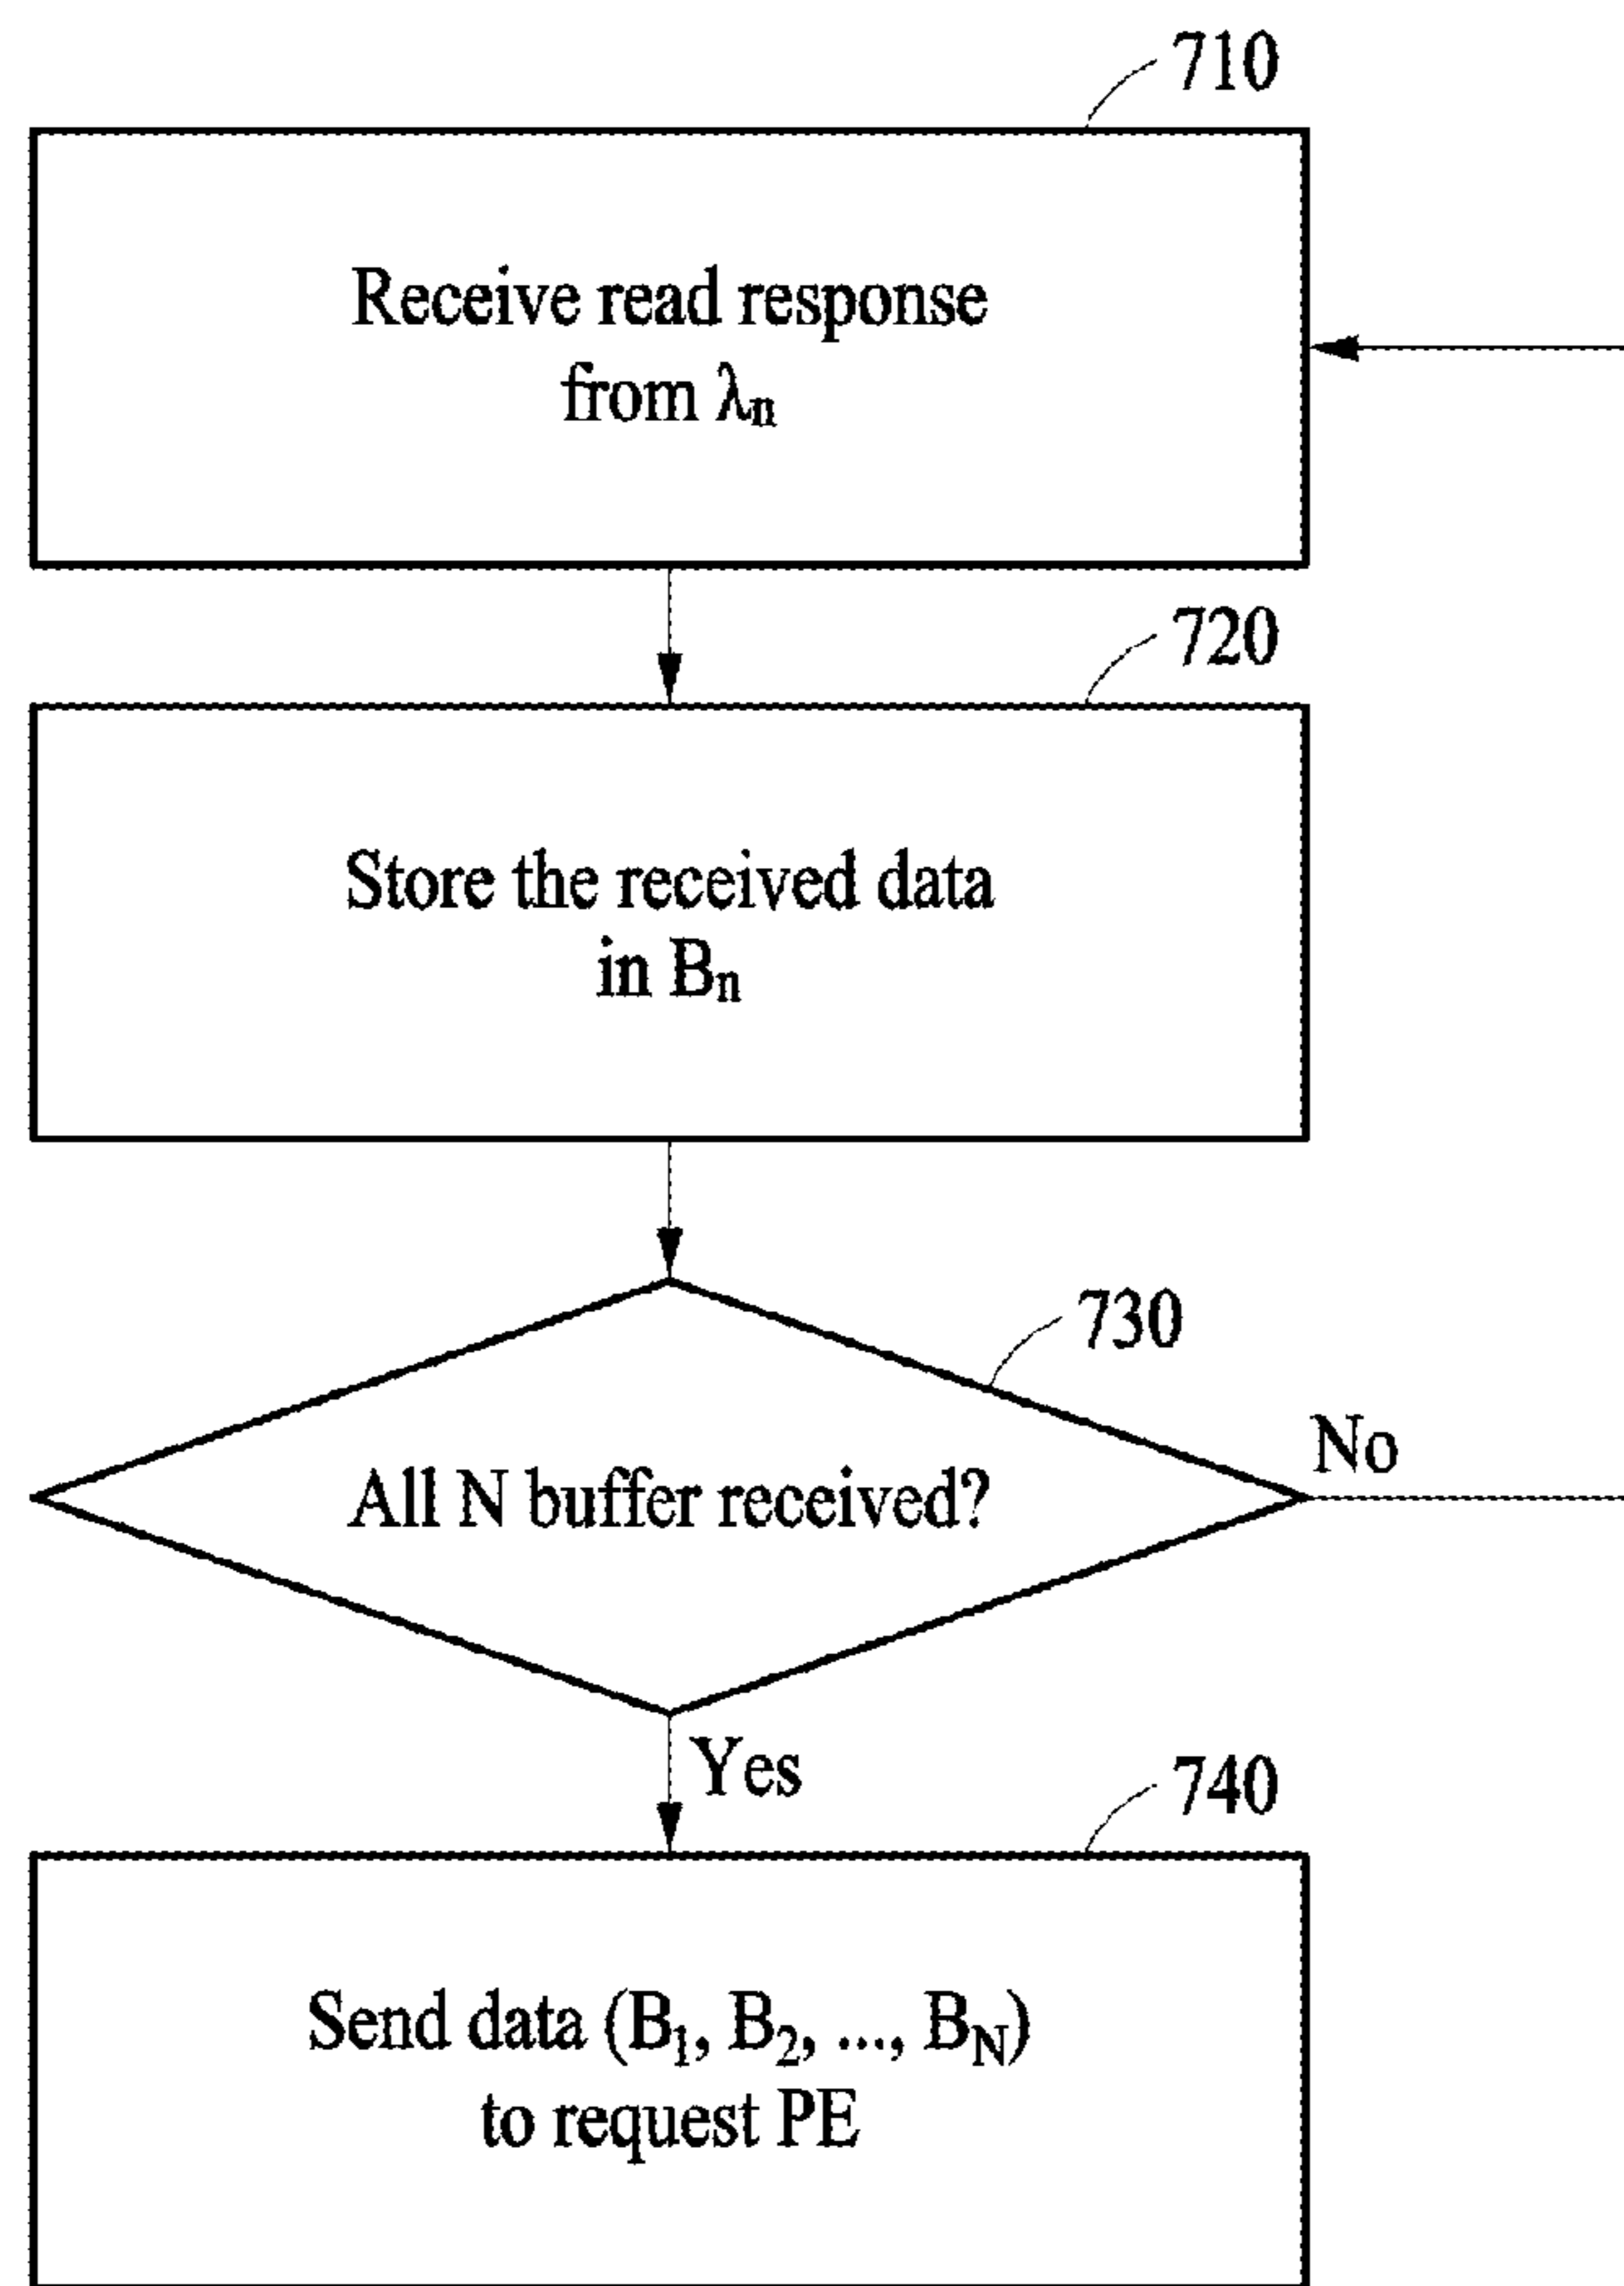 710
Receive read response
from λₙ
720
Store the received data
in Bₙ
730
All N buffer received?
No
Yes
740
Send data (B₁, B₂, ..., B_N)
to request PE